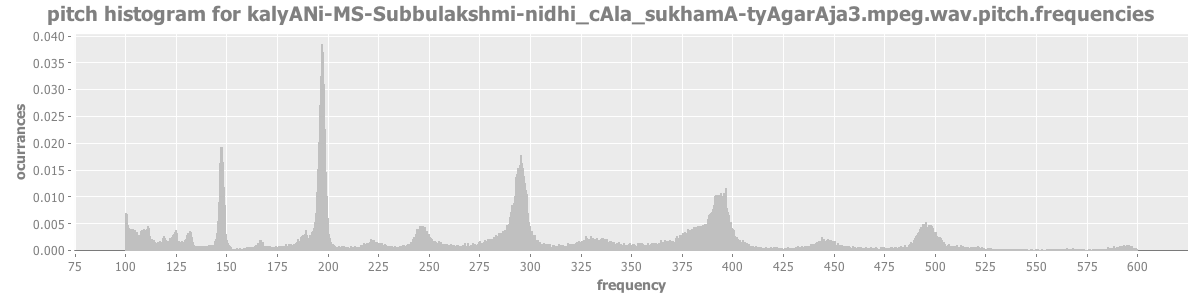 pitch histogram for kalyANi-MS-Subbulakshmi-nidhi_cAla_sukhamA-tyAgarAja3.mpeg.wav.pitch.frequencies
0.040
0.035
0.030
0.025
0.020
0.015
0.010
0.005
0.000
ocurrances
75 100 125 150 175 200 225 250 275 300 325 350 375 400 425 450 475 500 525 550 575 600
frequency